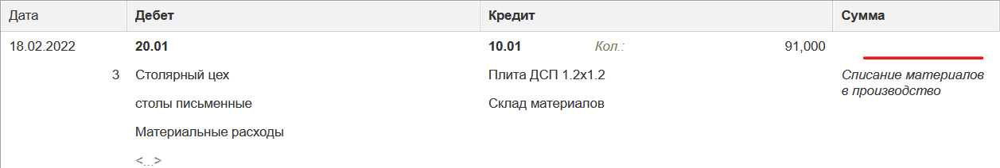 Дата Дебет Кредит Сумма
18.02.2022 20.01 10.01 Кол.: 91,000
3 Столярный цех Плита ДСП 1.2х1.2 Списание материалов
в производство
столы письменные Склад материалов
Материальные расходы
<...>